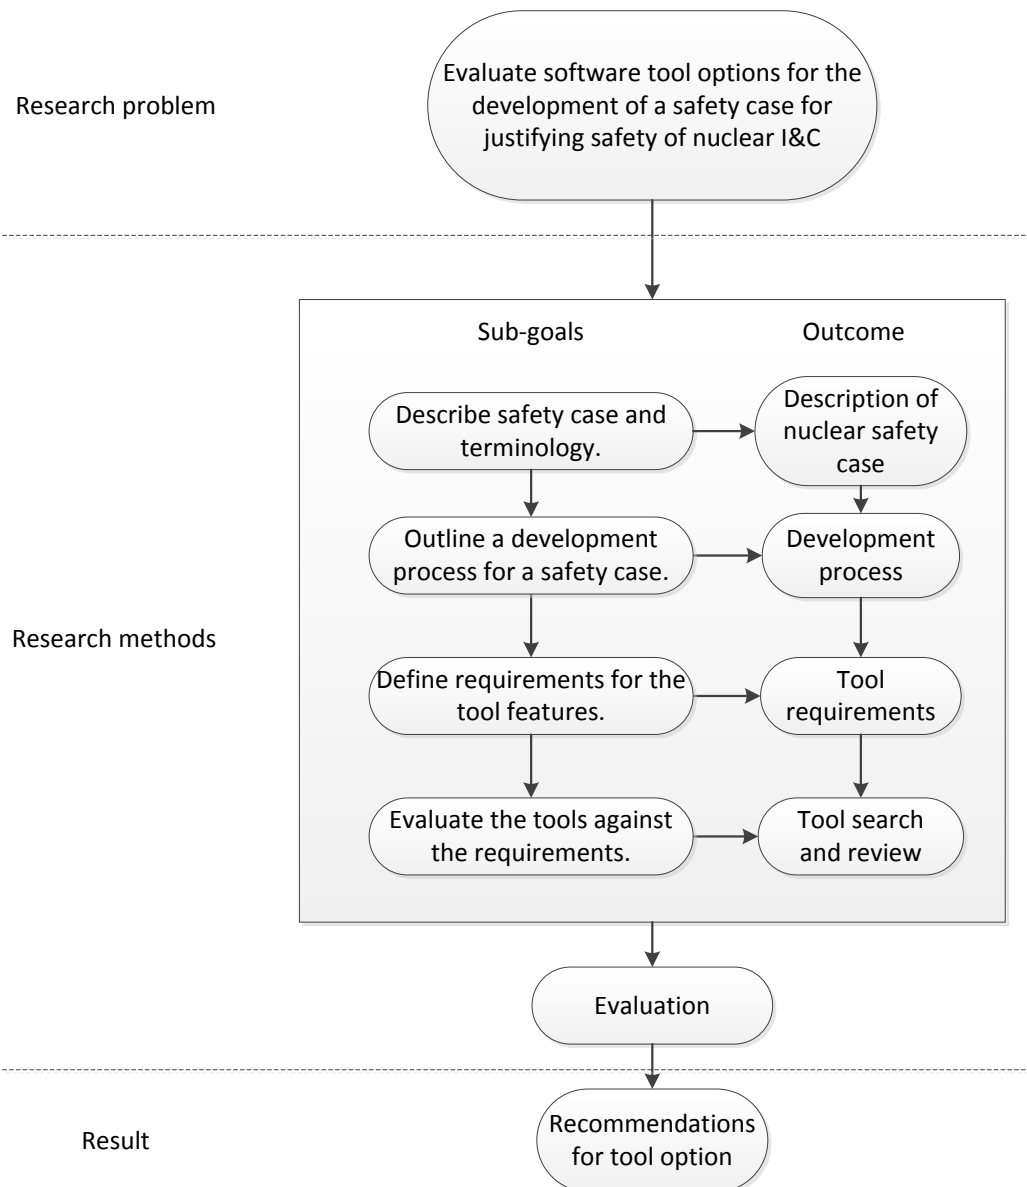 Research problem
Evaluate software tool options for the
development of a safety case for
justifying safety of nuclear I&C
Research methods
Sub-goals
Outcome
Describe safety case and
terminology.
Description of
nuclear safety
case
Outline a development
process for a safety case.
Development
process
Define requirements for the
tool features.
Tool
requirements
Evaluate the tools against
the requirements.
Tool search
and review
Evaluation
Result
Recommendations
for tool option